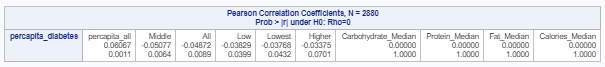 Pearson Correlation Coefficients, N = 2880
Prob > |r| under H0: Rho=0
percapita_diabetes percapita_all Middle All Low Lowest Higher Carbohydrate_Median Protein_Median Fat_Median Calories_Median
0.06067 -0.05077 -0.04872 -0.03829 -0.03768 -0.03375 0.00000 0.00000 0.00000 0.00000
0.0011 0.0064 0.0089 0.0399 0.0432 0.0701 1.0000 1.0000 1.0000 1.0000